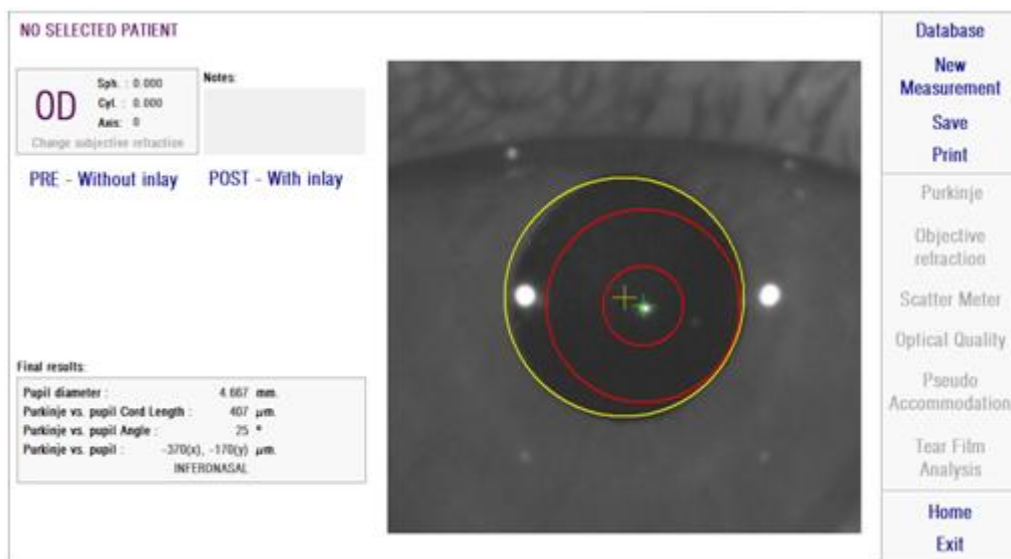 NO SELECTED PATIENT
OD
Sph. : 0.000
Cyl. : 0.000
Axis: 0
Change subjective refraction
Notes:
PRE - Without inlay
POST - With inlay
Final results:
Pupil diameter : 4.667 mm.
Purkinje vs. pupil Cord Length : 407 µm.
Purkinje vs. pupil Angle : 25 °
Purkinje vs. pupil : -370(x), -170(y) µm.
INFERONASAL
Database
New
Measurement
Save
Print
Purkinje
Objective
refraction
Scatter Meter
Optical Quality
Pseudo
Accommodation
Tear Film
Analysis
Home
Exit